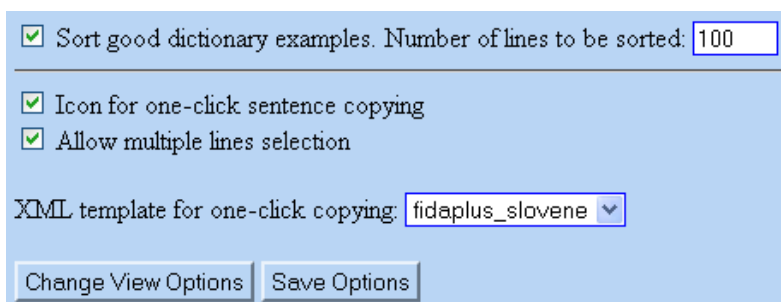 Sort good dictionary examples. Number of lines to be sorted: 100
Icon for one-click sentence copying
Allow multiple lines selection
XML template for one-click copying: fidaplus_slovene
Change View Options Save Options